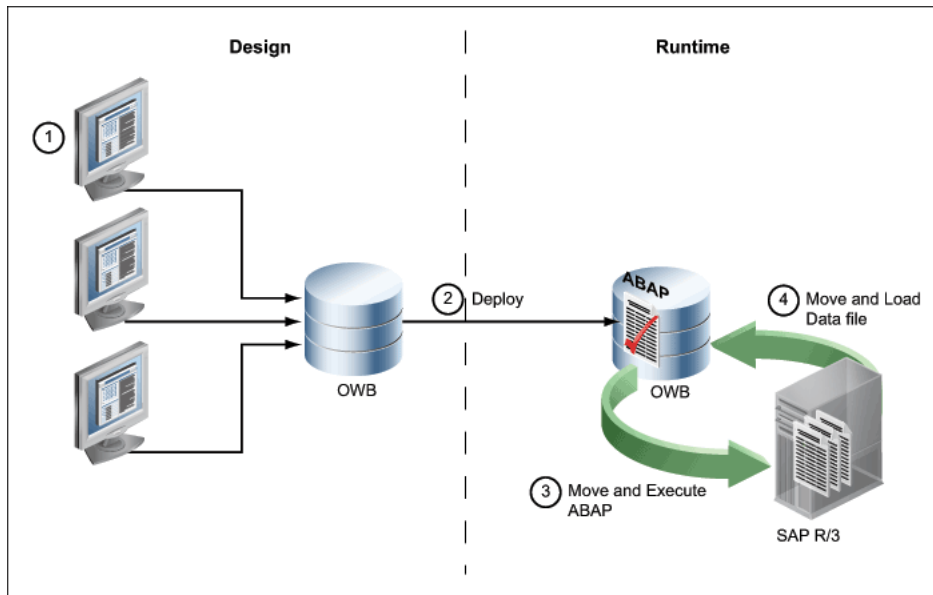 Design
Runtime
1
2 Deploy
ABAP
4 Move and Load
Data file
OWB
OWB
3 Move and Execute
ABAP
SAP R/3